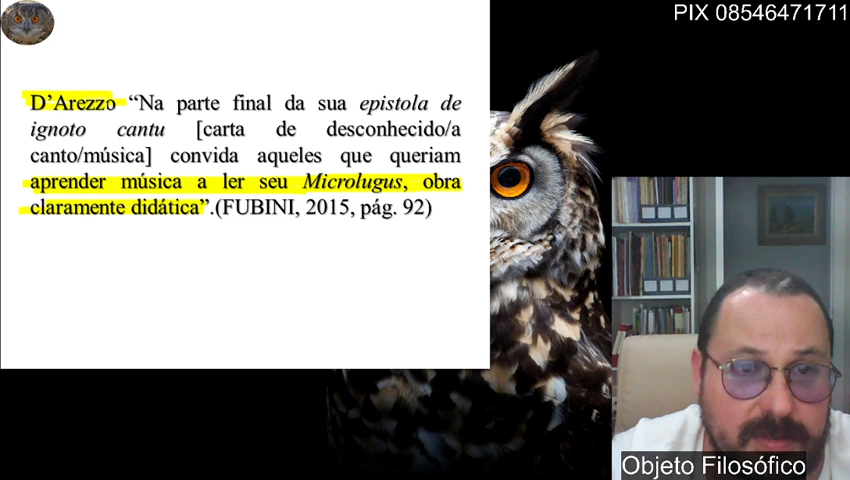 PIX 08546471711
D’Arezzo “Na parte final da sua epistola de
ignoto cantu [carta de desconhecido/a
canto/música] convida aqueles que queriam
aprender música a ler seu Microlugus, obra
claramente didática”.(FUBINI, 2015, pág. 92)
Objeto Filosófico